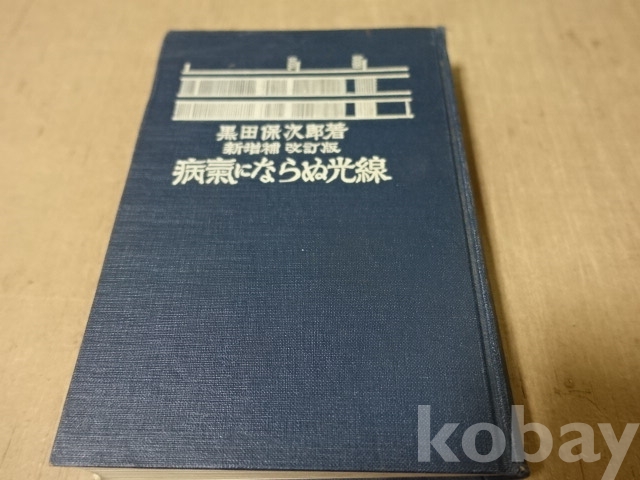 黒田保次郎著
新増補 改訂版
病氣にならぬ光線
kobay